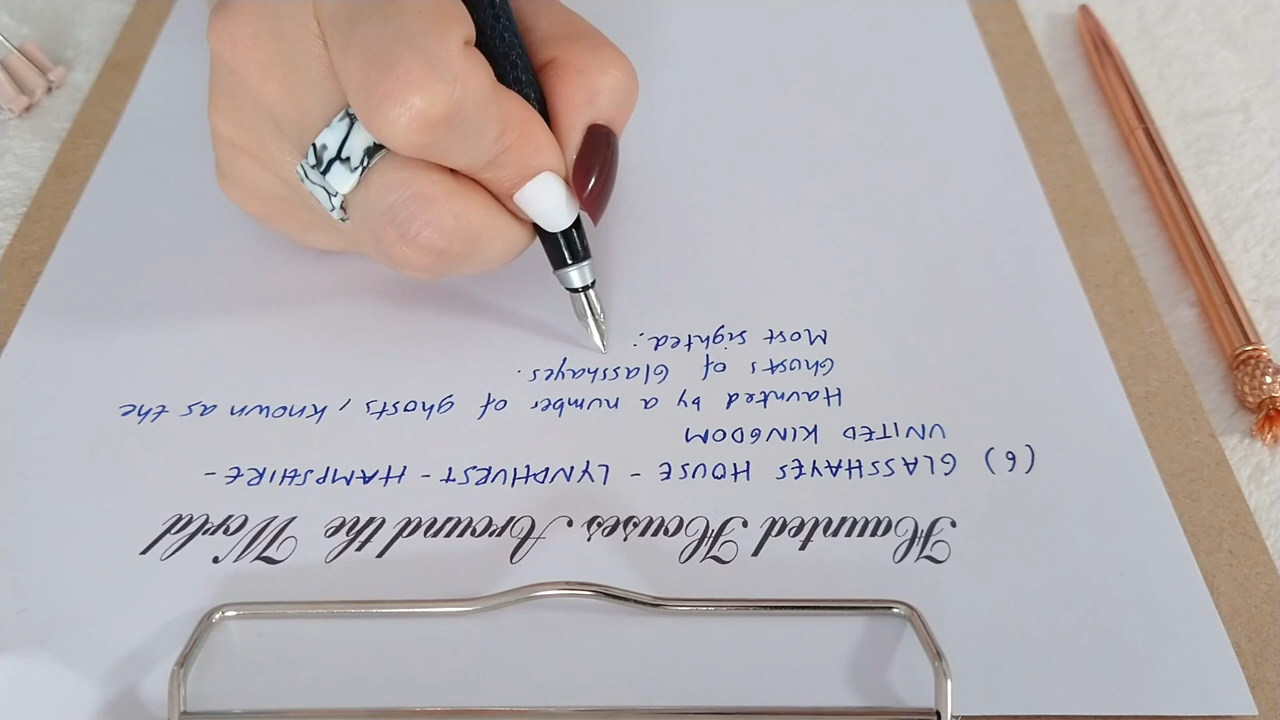 Haunted Houses Around the World
(6) GLASSHAYES HOUSE - LYNDHURST - HAMPSHIRE -
UNITED KINGDOM
Haunted by a number of ghosts, known as the
Ghosts of Glasshayes.
Most sighted: